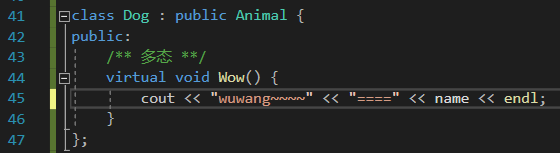 41 class Dog : public Animal {
42 public:
43 /** 多态 **/
44 virtual void Wow() {
45 cout << "wuwang~~~~" << "====" << name << endl;
46 }
47 };